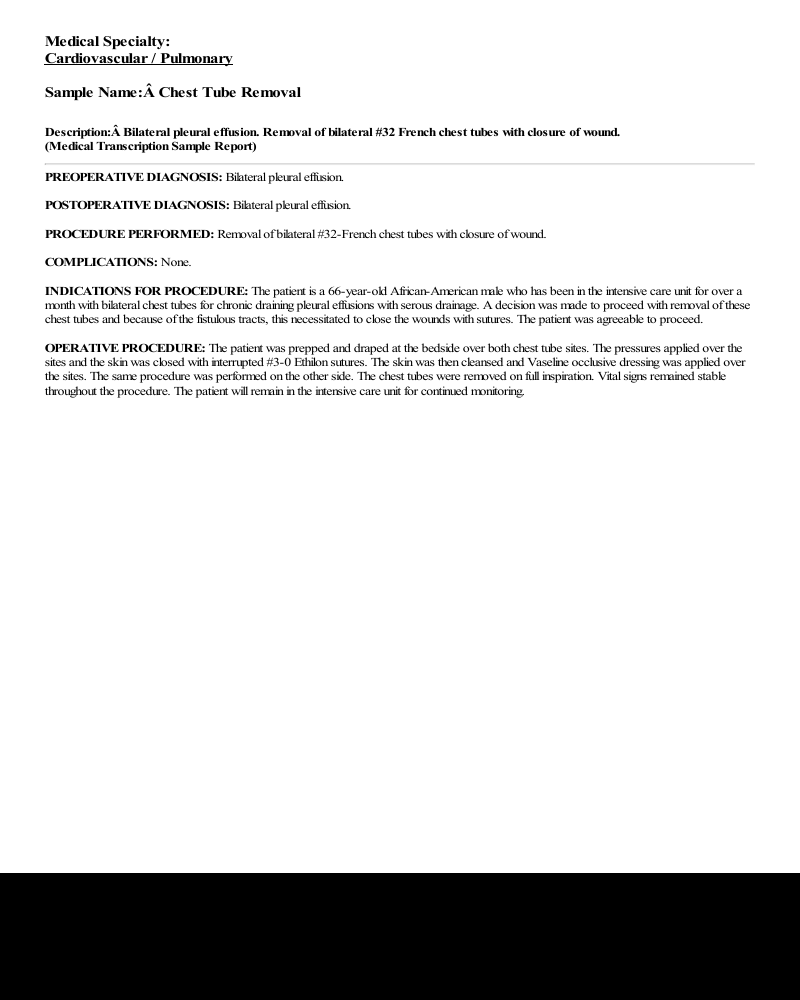 Medical Specialty:
Cardiovascular / Pulmonary
Sample Name:Â Chest Tube Removal
Description:Â Bilateral pleural effusion. Removal of bilateral #32 French chest tubes with closure of wound.
(Medical Transcription Sample Report)
PREOPERATIVE DIAGNOSIS: Bilateral pleural effusion.
POSTOPERATIVE DIAGNOSIS: Bilateral pleural effusion.
PROCEDURE PERFORMED: Removal of bilateral #32-French chest tubes with closure of wound.
COMPLICATIONS: None.
INDICATIONS FOR PROCEDURE: The patient is a 66-year-old African-American male who has been in the intensive care unit for over a
month with bilateral chest tubes for chronic draining pleural effusions with serous drainage. A decision was made to proceed with removal of these
chest tubes and because of the fistulous tracts, this necessitated to close the wounds with sutures. The patient was agreeable to proceed.
OPERATIVE PROCEDURE: The patient was prepped and draped at the bedside over both chest tube sites. The pressures applied over the
sites and the skin was closed with interrupted #3-0 Ethilon sutures. The skin was then cleansed and Vaseline occlusive dressing was applied over
the sites. The same procedure was performed on the other side. The chest tubes were removed on full inspiration. Vital signs remained stable
throughout the procedure. The patient will remain in the intensive care unit for continued monitoring.